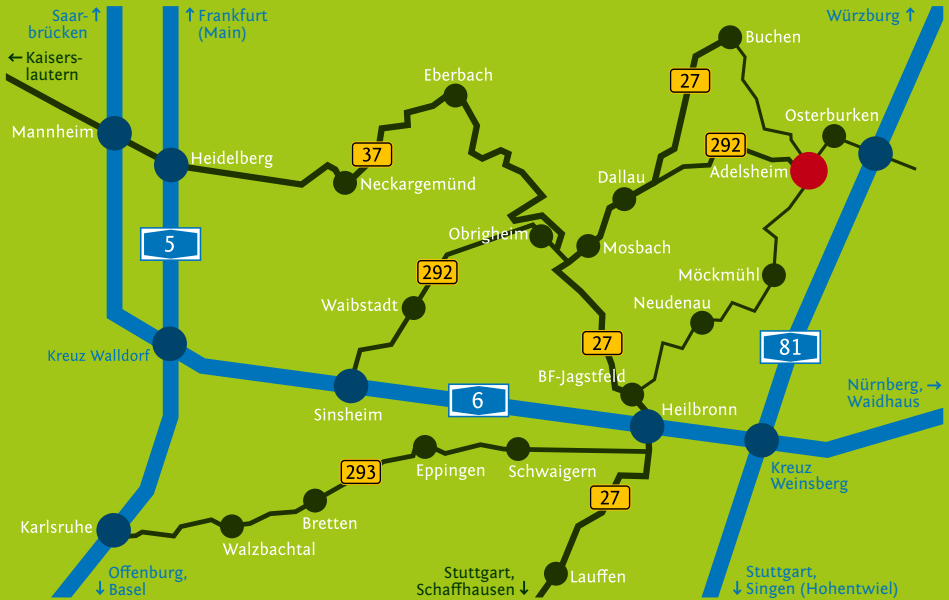 Saar- ↑
brücken
↑ Frankfurt
(Main)
Würzburg ↑
← Kaisers-
lautern
Buchen
Eberbach
27
Osterburken
Mannheim
Heidelberg
37
292
Adelsheim
Neckargemünd
Dallau
5
Obrigheim
Mosbach
292
Möckmühl
Waibstadt
Neudenau
Kreuz Walldorf
27
81
BF-Jagstfeld
Nürnberg, →
Waidhaus
6
Sinsheim
Heilbronn
293
Eppingen
Schwaigern
Kreuz
Weinsberg
27
Karlsruhe
Bretten
Walzbachtal
Offenburg,
↓ Basel
Stuttgart,
Schaffhausen ↓
Lauffen
Stuttgart,
↓ Singen (Hohentwiel)